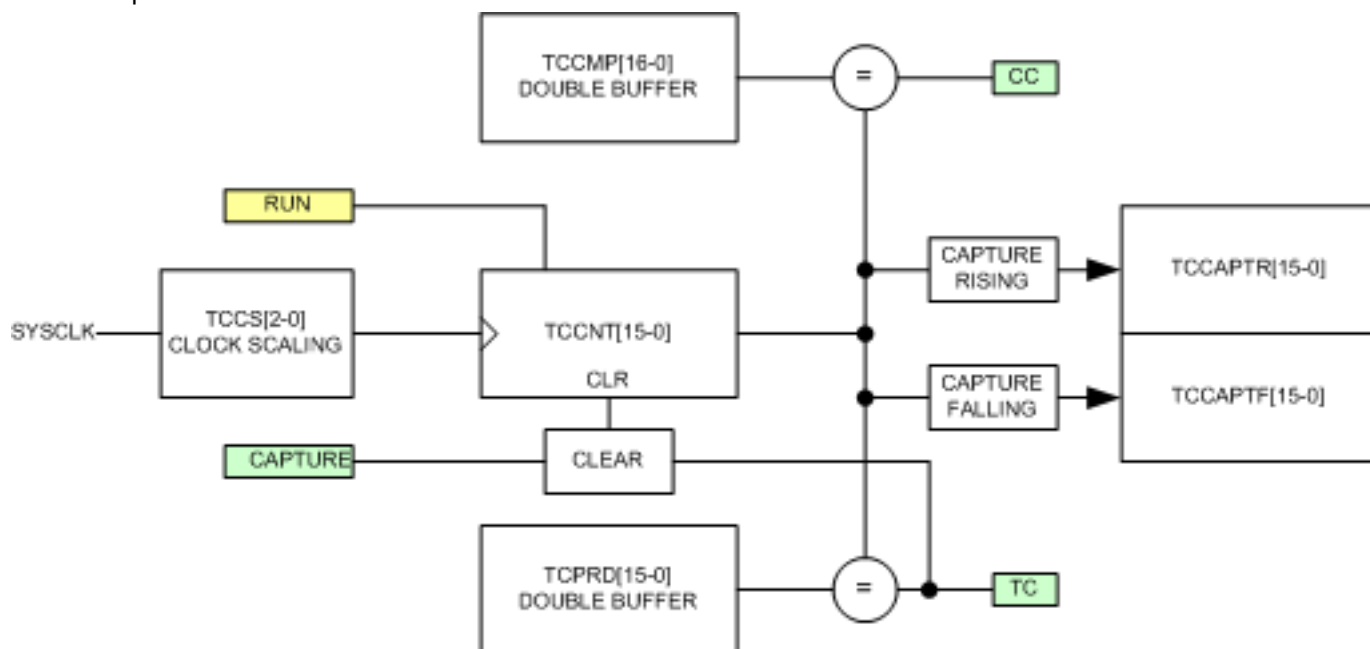 TCCMP[16-0]
DOUBLE BUFFER
=
CC
RUN
CAPTURE
RISING
TCCAPTR[15-0]
SYSCLK
TCCS[2-0]
CLOCK SCALING
TCCNT[15-0]
CLR
CAPTURE
FALLING
TCCAPTF[15-0]
CAPTURE
CLEAR
TCPRD[15-0]
DOUBLE BUFFER
=
TC